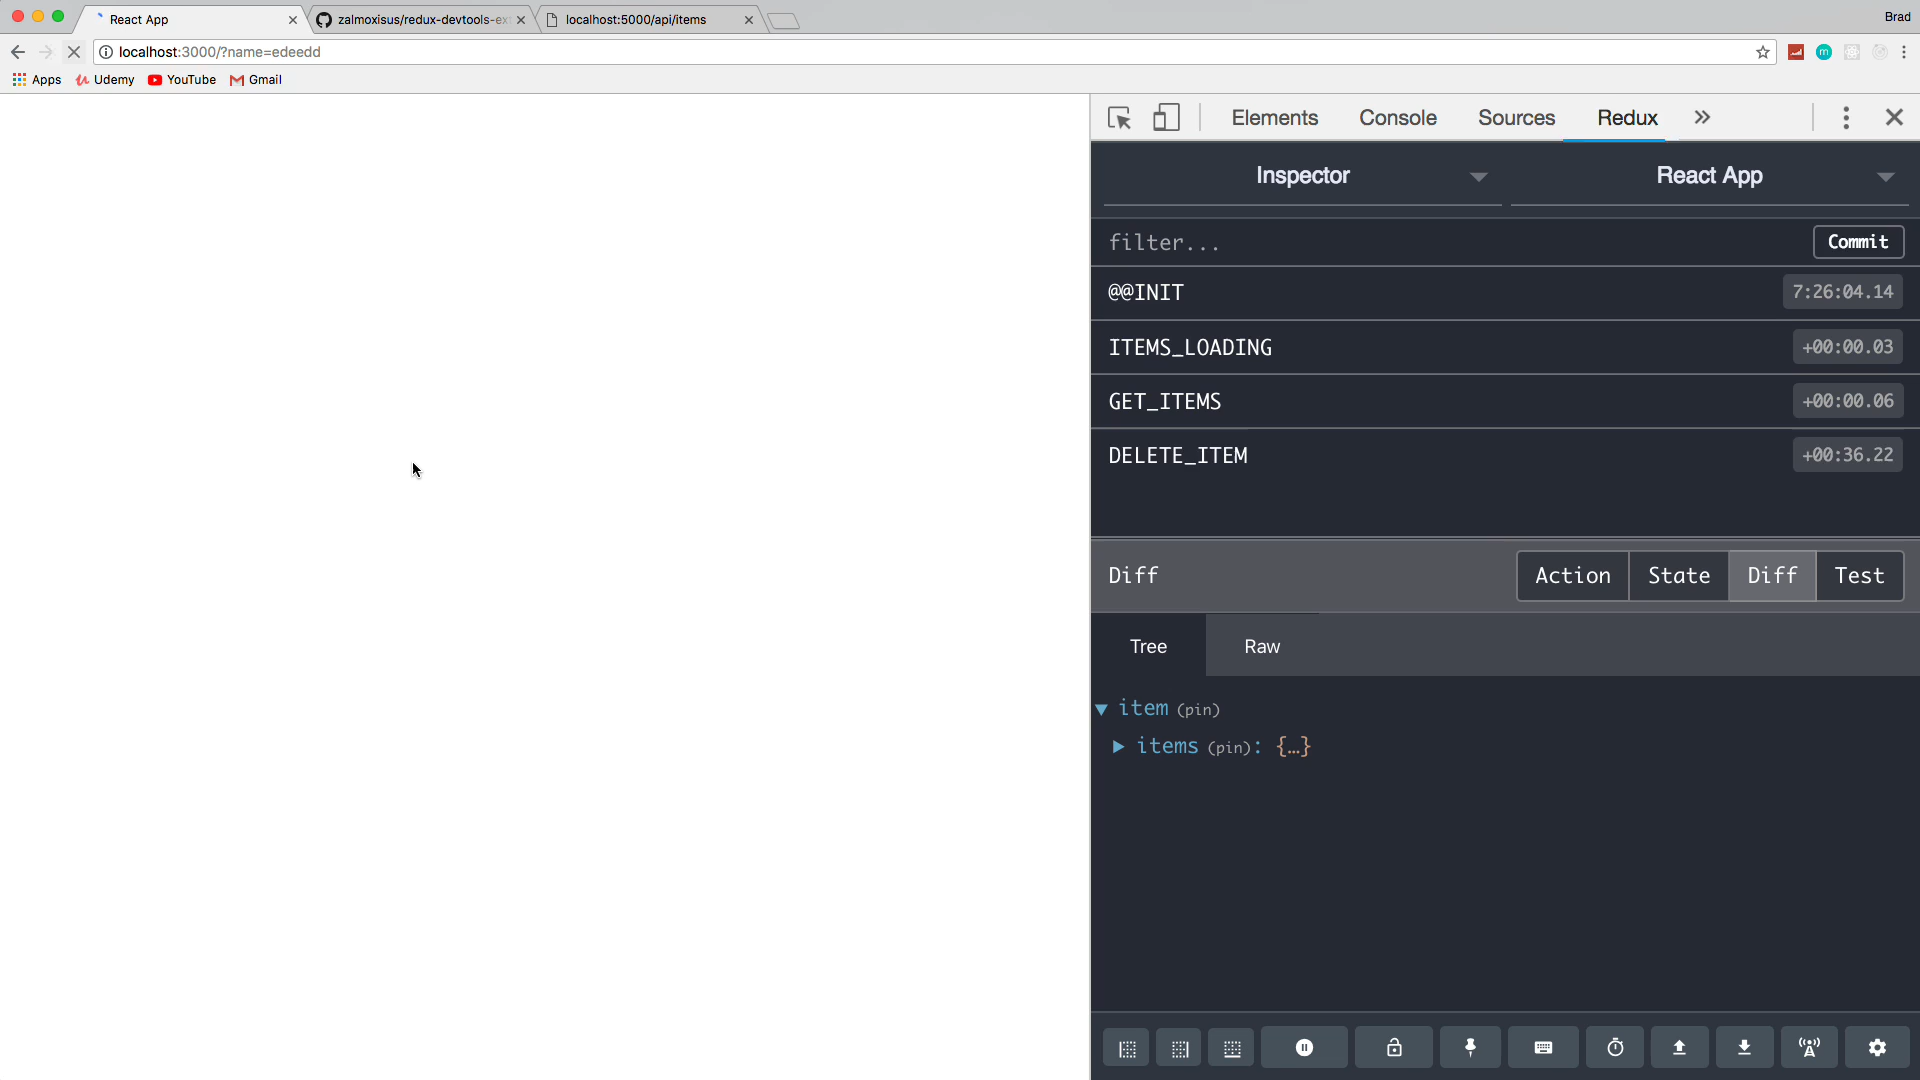 React App
zalmoxisus/redux-devtools-ex
localhost:5000/api/items
Brad
localhost:3000/?name=edeedd
m
Apps
Udemy
YouTube
Gmail
Elements
Console
Sources
Redux
Inspector
React App
filter...
Commit
@@INIT
7:26:04.14
ITEMS_LOADING
+00:00.03
GET_ITEMS
+00:00.06
DELETE_ITEM
+00:36.22
Diff
Action
State
Diff
Test
Tree
Raw
item (pin)
items (pin): {…}